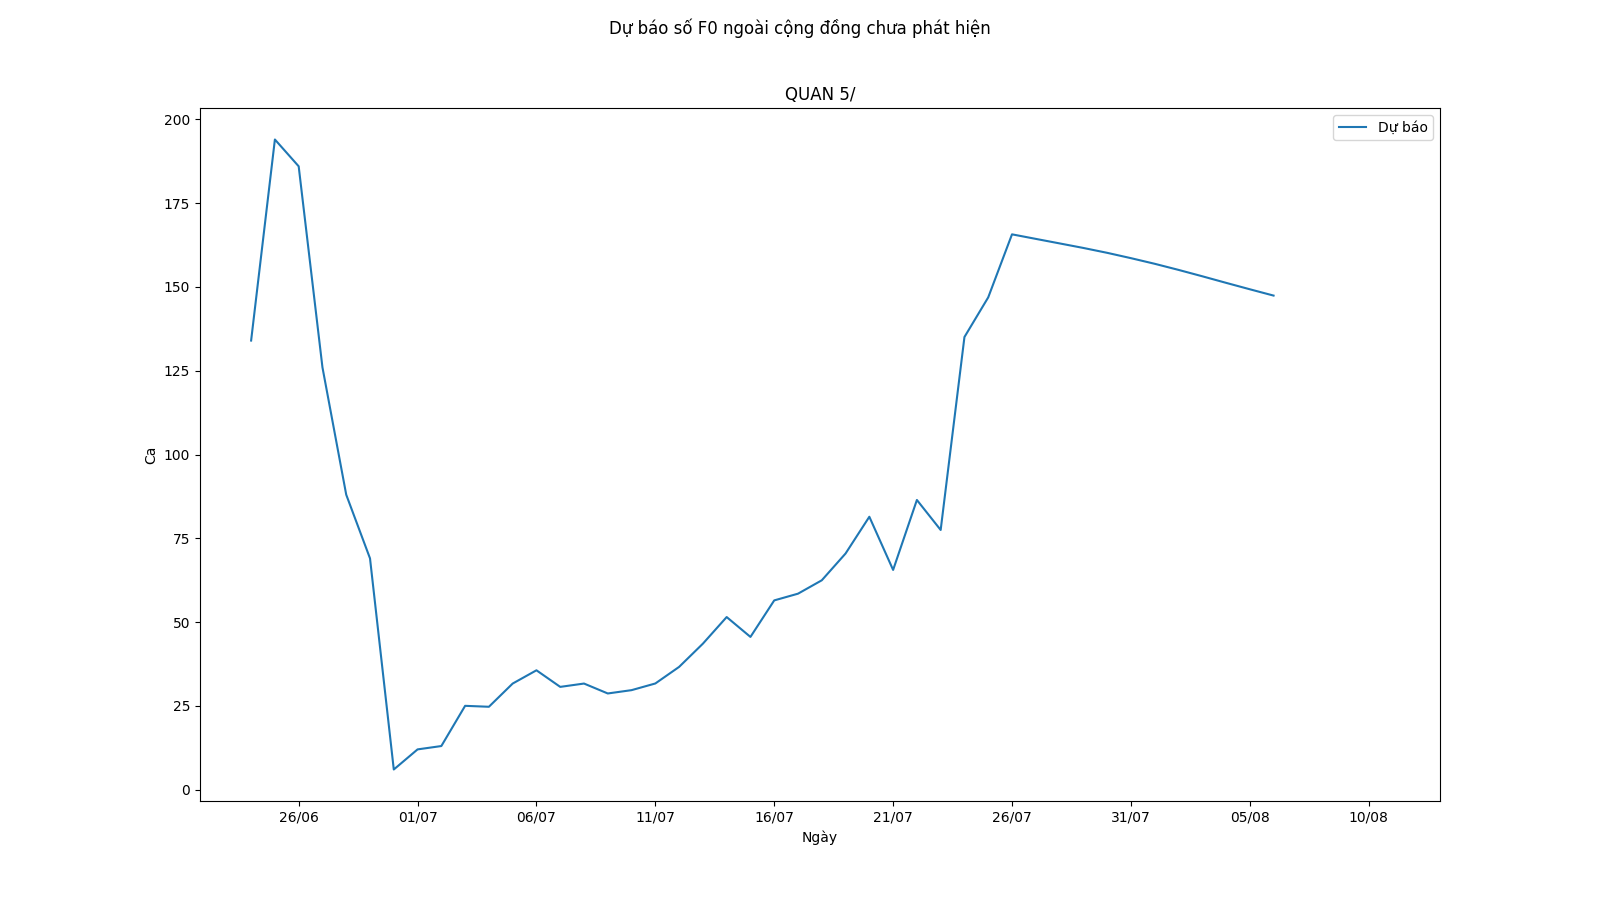 Dự báo số F0 ngoài cộng đồng chưa phát hiện
QUAN 5/
Dự báo
200
175
150
125
100
75
50
25
0
Ca
26/06 01/07 06/07 11/07 16/07 21/07 26/07 31/07 05/08 10/08
Ngày